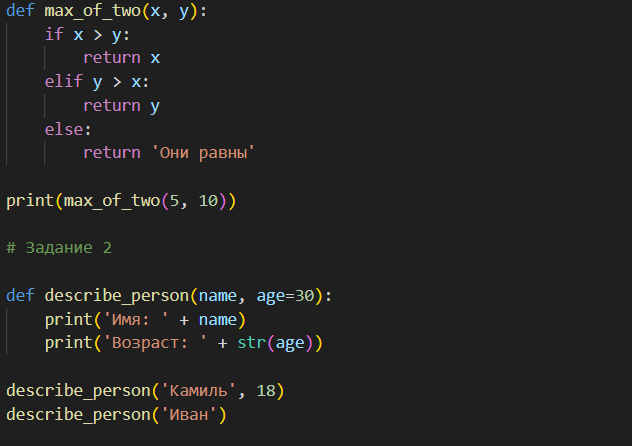 def max_of_two(x, y):
    if x > y:
        return x
    elif y > x:
        return y
    else:
        return 'Они равны'

print(max_of_two(5, 10))

# Задание 2

def describe_person(name, age=30):
    print('Имя: ' + name)
    print('Возраст: ' + str(age))

describe_person('Камиль', 18)
describe_person('Иван')